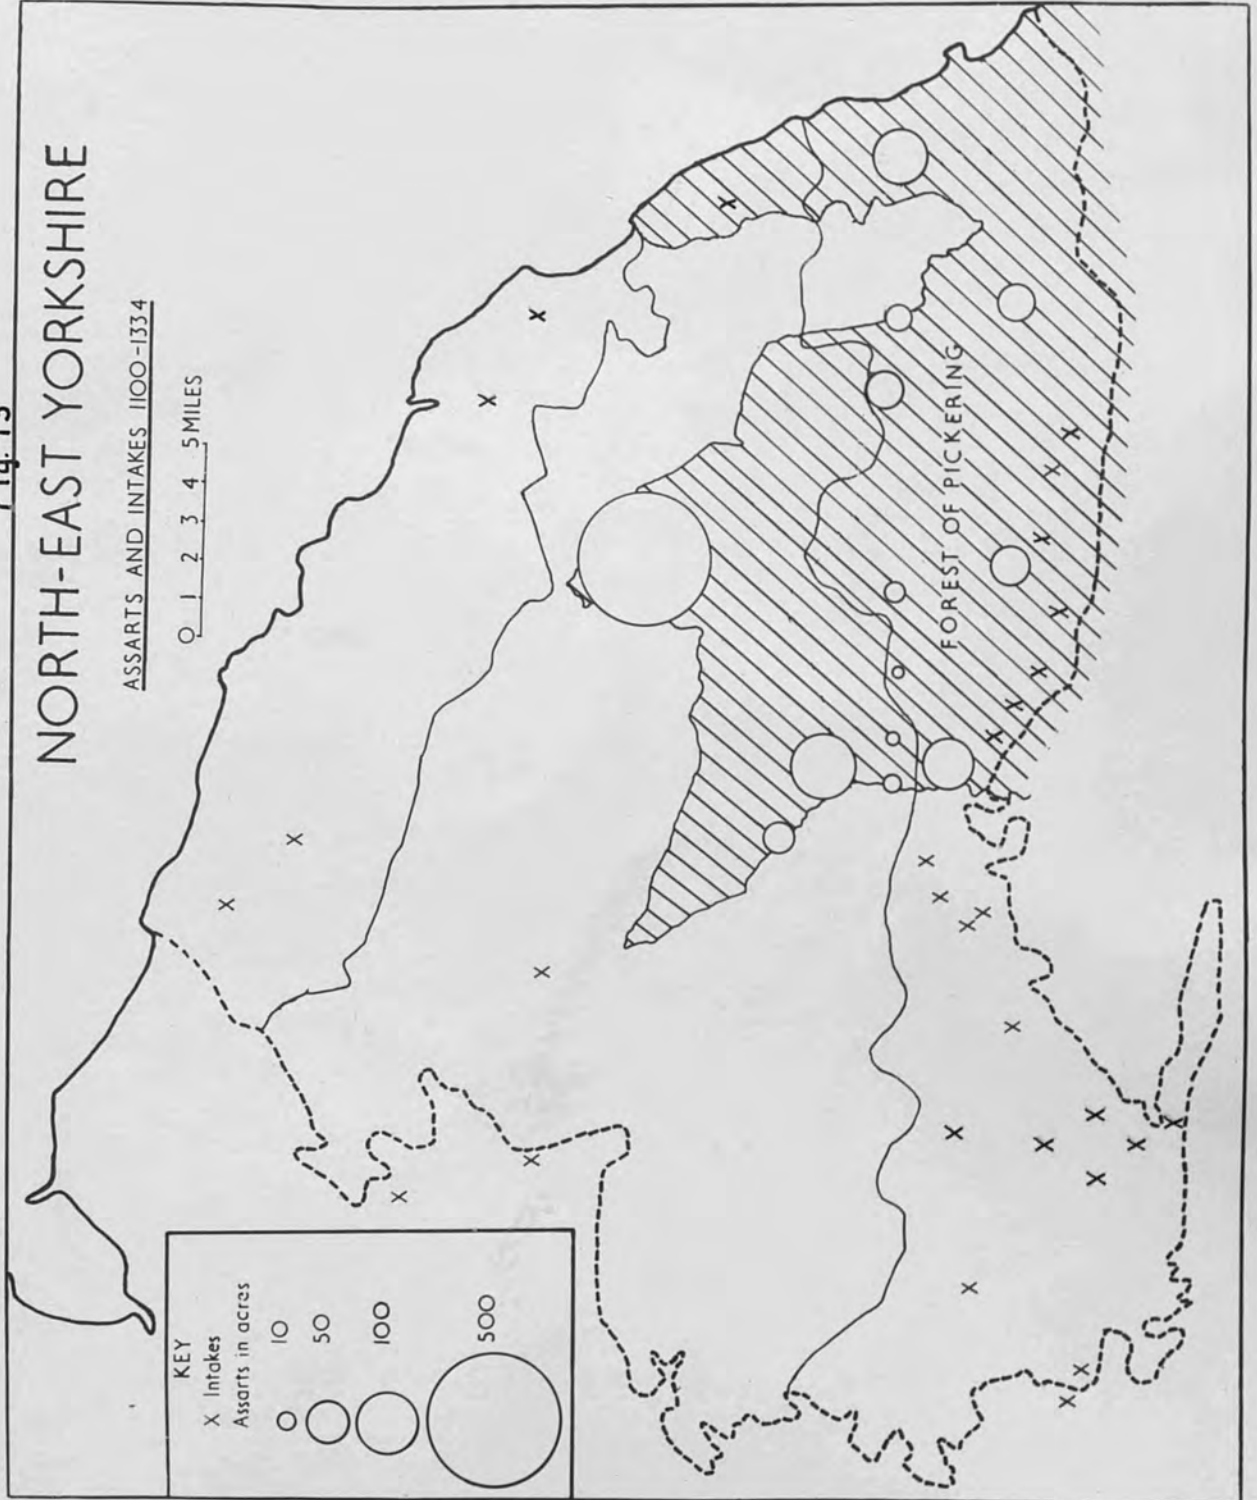 Fig. 13
NORTH-EAST YORKSHIRE
ASSARTS AND INTAKES 1100-1334
0 1 2 3 4 5 MILES
FOREST OF PICKERING
KEY
X Intakes
Assarts in acres
10
50
100
500